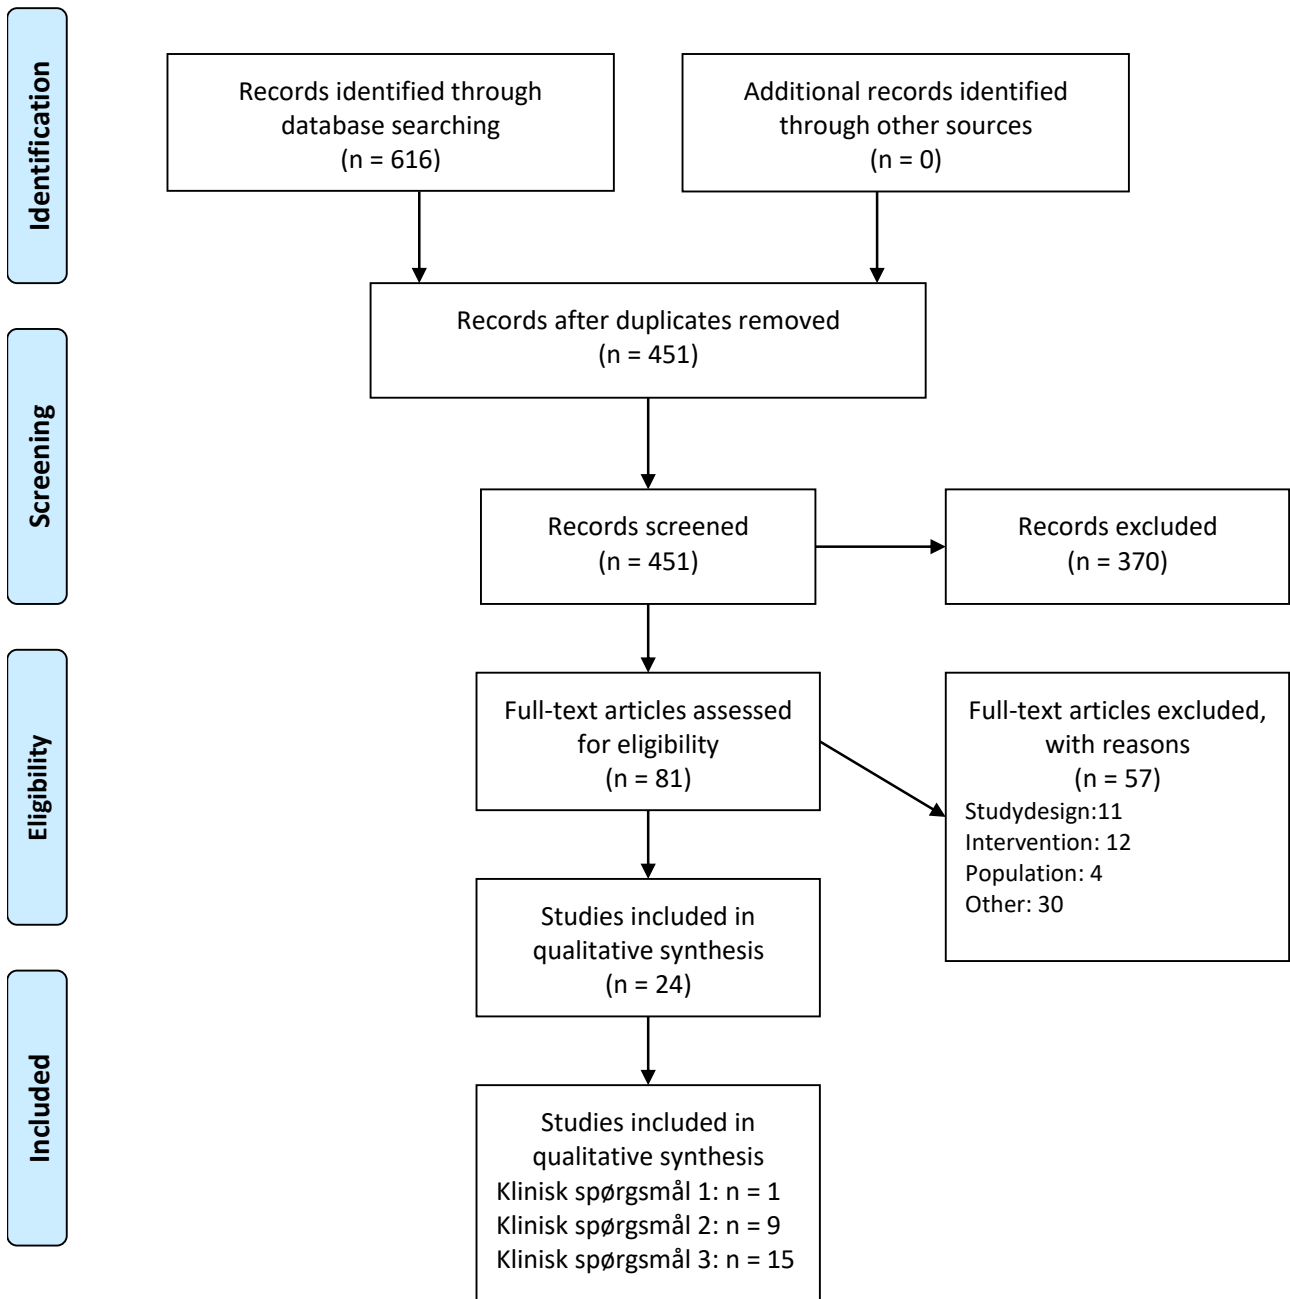 Identification
Records identified through
database searching
(n = 616)
Additional records identified
through other sources
(n = 0)
Records after duplicates removed
(n = 451)
Screening
Records screened
(n = 451)
Records excluded
(n = 370)
Eligibility
Full-text articles assessed
for eligibility
(n = 81)
Full-text articles excluded,
with reasons
(n = 57)
Studydesign:11
Intervention: 12
Population: 4
Other: 30
Studies included in
qualitative synthesis
(n = 24)
Included
Studies included in
qualitative synthesis
Klinisk spørgsmål 1: n = 1
Klinisk spørgsmål 2: n = 9
Klinisk spørgsmål 3: n = 15